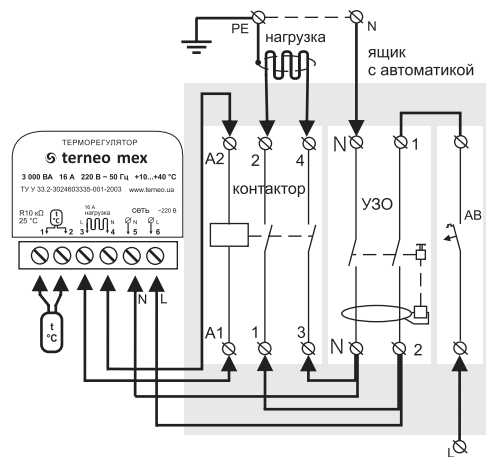 PE
N
нагрузка
ящик
с автоматикой
ТЕРМОРЕГУЛЯТОР
terneo mex
3 000 ВА 16 А 220 В ~ 50 Гц +10...+40 °C
ТУ У 33.2-3024603335-001-2003 www.terneo.ua
R10 кΩ
25 °C
t
°C
16 А
нагрузка
L N
сеть ~220 В
N L
1 2 3 4 5 6
N L
t
°C
A2 2 4
контактор
A1 1 3
N 1
УЗО
N 2
АВ
L